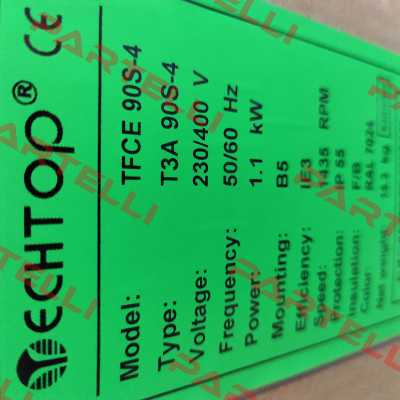 TECHTOP® CE
Model: TFCE 90S-4
Type: T3A 90S-4
Voltage: 230/400 V
Frequency: 50/60 Hz
Power: 1.1 kW
Mounting: B5
Efficiency: IE3
Speed: 1435 RPM
Protection: IP 55
Insulation: F/B
Color: RAL 7024
Net weight: kg
PARTELLI